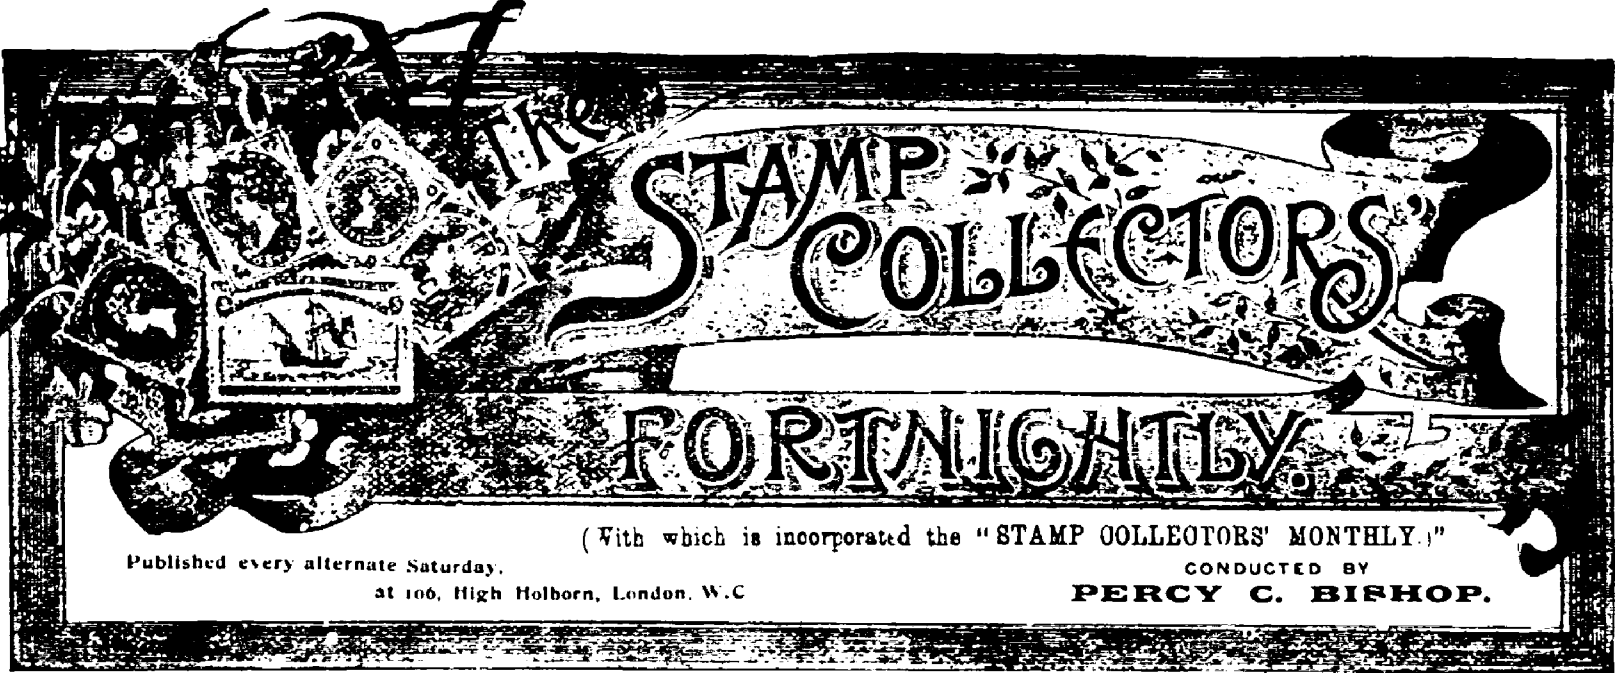 The
STAMP
COLLECTORS'
FORTNIGHTLY.
(With which is incorporated the "STAMP COLLECTORS' MONTHLY.)"
Published every alternate Saturday,
at 106, High Holborn, London, W.C
CONDUCTED BY
PERCY C. BISHOP.